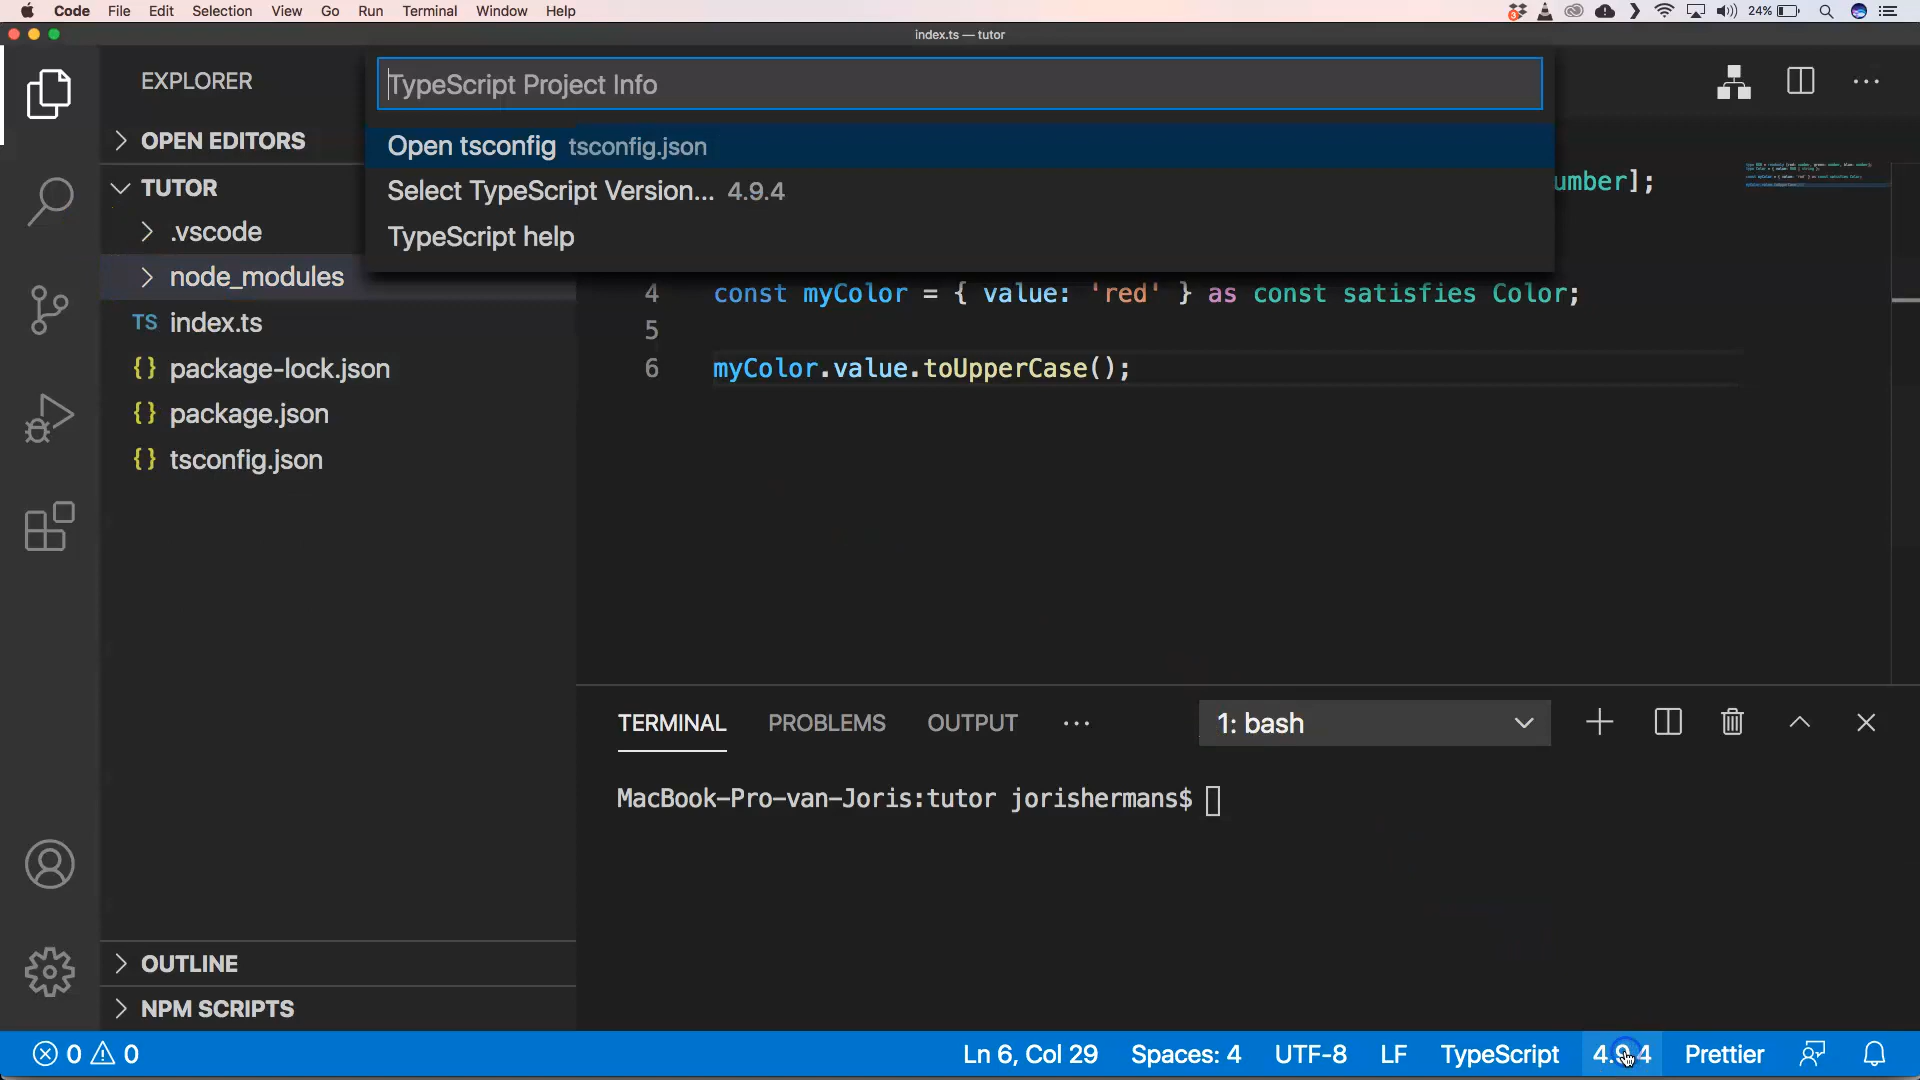 Code File Edit Selection View Go Run Terminal Window Help
3 24%
index.ts — tutor
EXPLORER
TypeScript Project Info
Open tsconfig tsconfig.json
Select TypeScript Version... 4.9.4
TypeScript help
OPEN EDITORS
TUTOR
.vscode
node_modules
TS index.ts
{} package-lock.json
{} package.json
{} tsconfig.json
umber];
4 const myColor = { value: 'red' } as const satisfies Color;
5
6 myColor.value.toUpperCase();
TERMINAL PROBLEMS OUTPUT ···
1: bash
MacBook-Pro-van-Joris:tutor jorishermans$
OUTLINE
NPM SCRIPTS
0 0 Ln 6, Col 29 Spaces: 4 UTF-8 LF TypeScript 4.9.4 Prettier